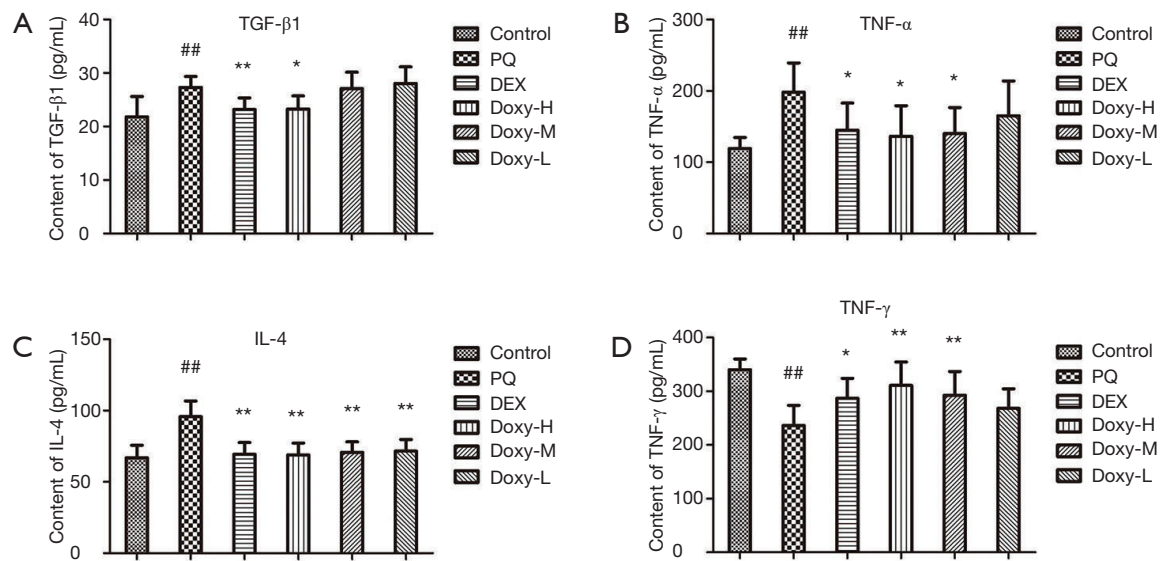 A
TGF-β1
Content of TGF-β1 (pg/mL)
40
30
20
10
0
##
**
*
Control
PQ
DEX
Doxy-H
Doxy-M
Doxy-L
B
TNF-α
Content of TNF-α (pg/mL)
300
200
100
0
##
*
*
*
Control
PQ
DEX
Doxy-H
Doxy-M
Doxy-L
C
IL-4
Content of IL-4 (pg/mL)
150
100
50
0
##
**
**
**
**
Control
PQ
DEX
Doxy-H
Doxy-M
Doxy-L
D
TNF-γ
Content of TNF-γ (pg/mL)
400
300
200
300
0
##
*
**
**
Control
PQ
DEX
Doxy-H
Doxy-M
Doxy-L